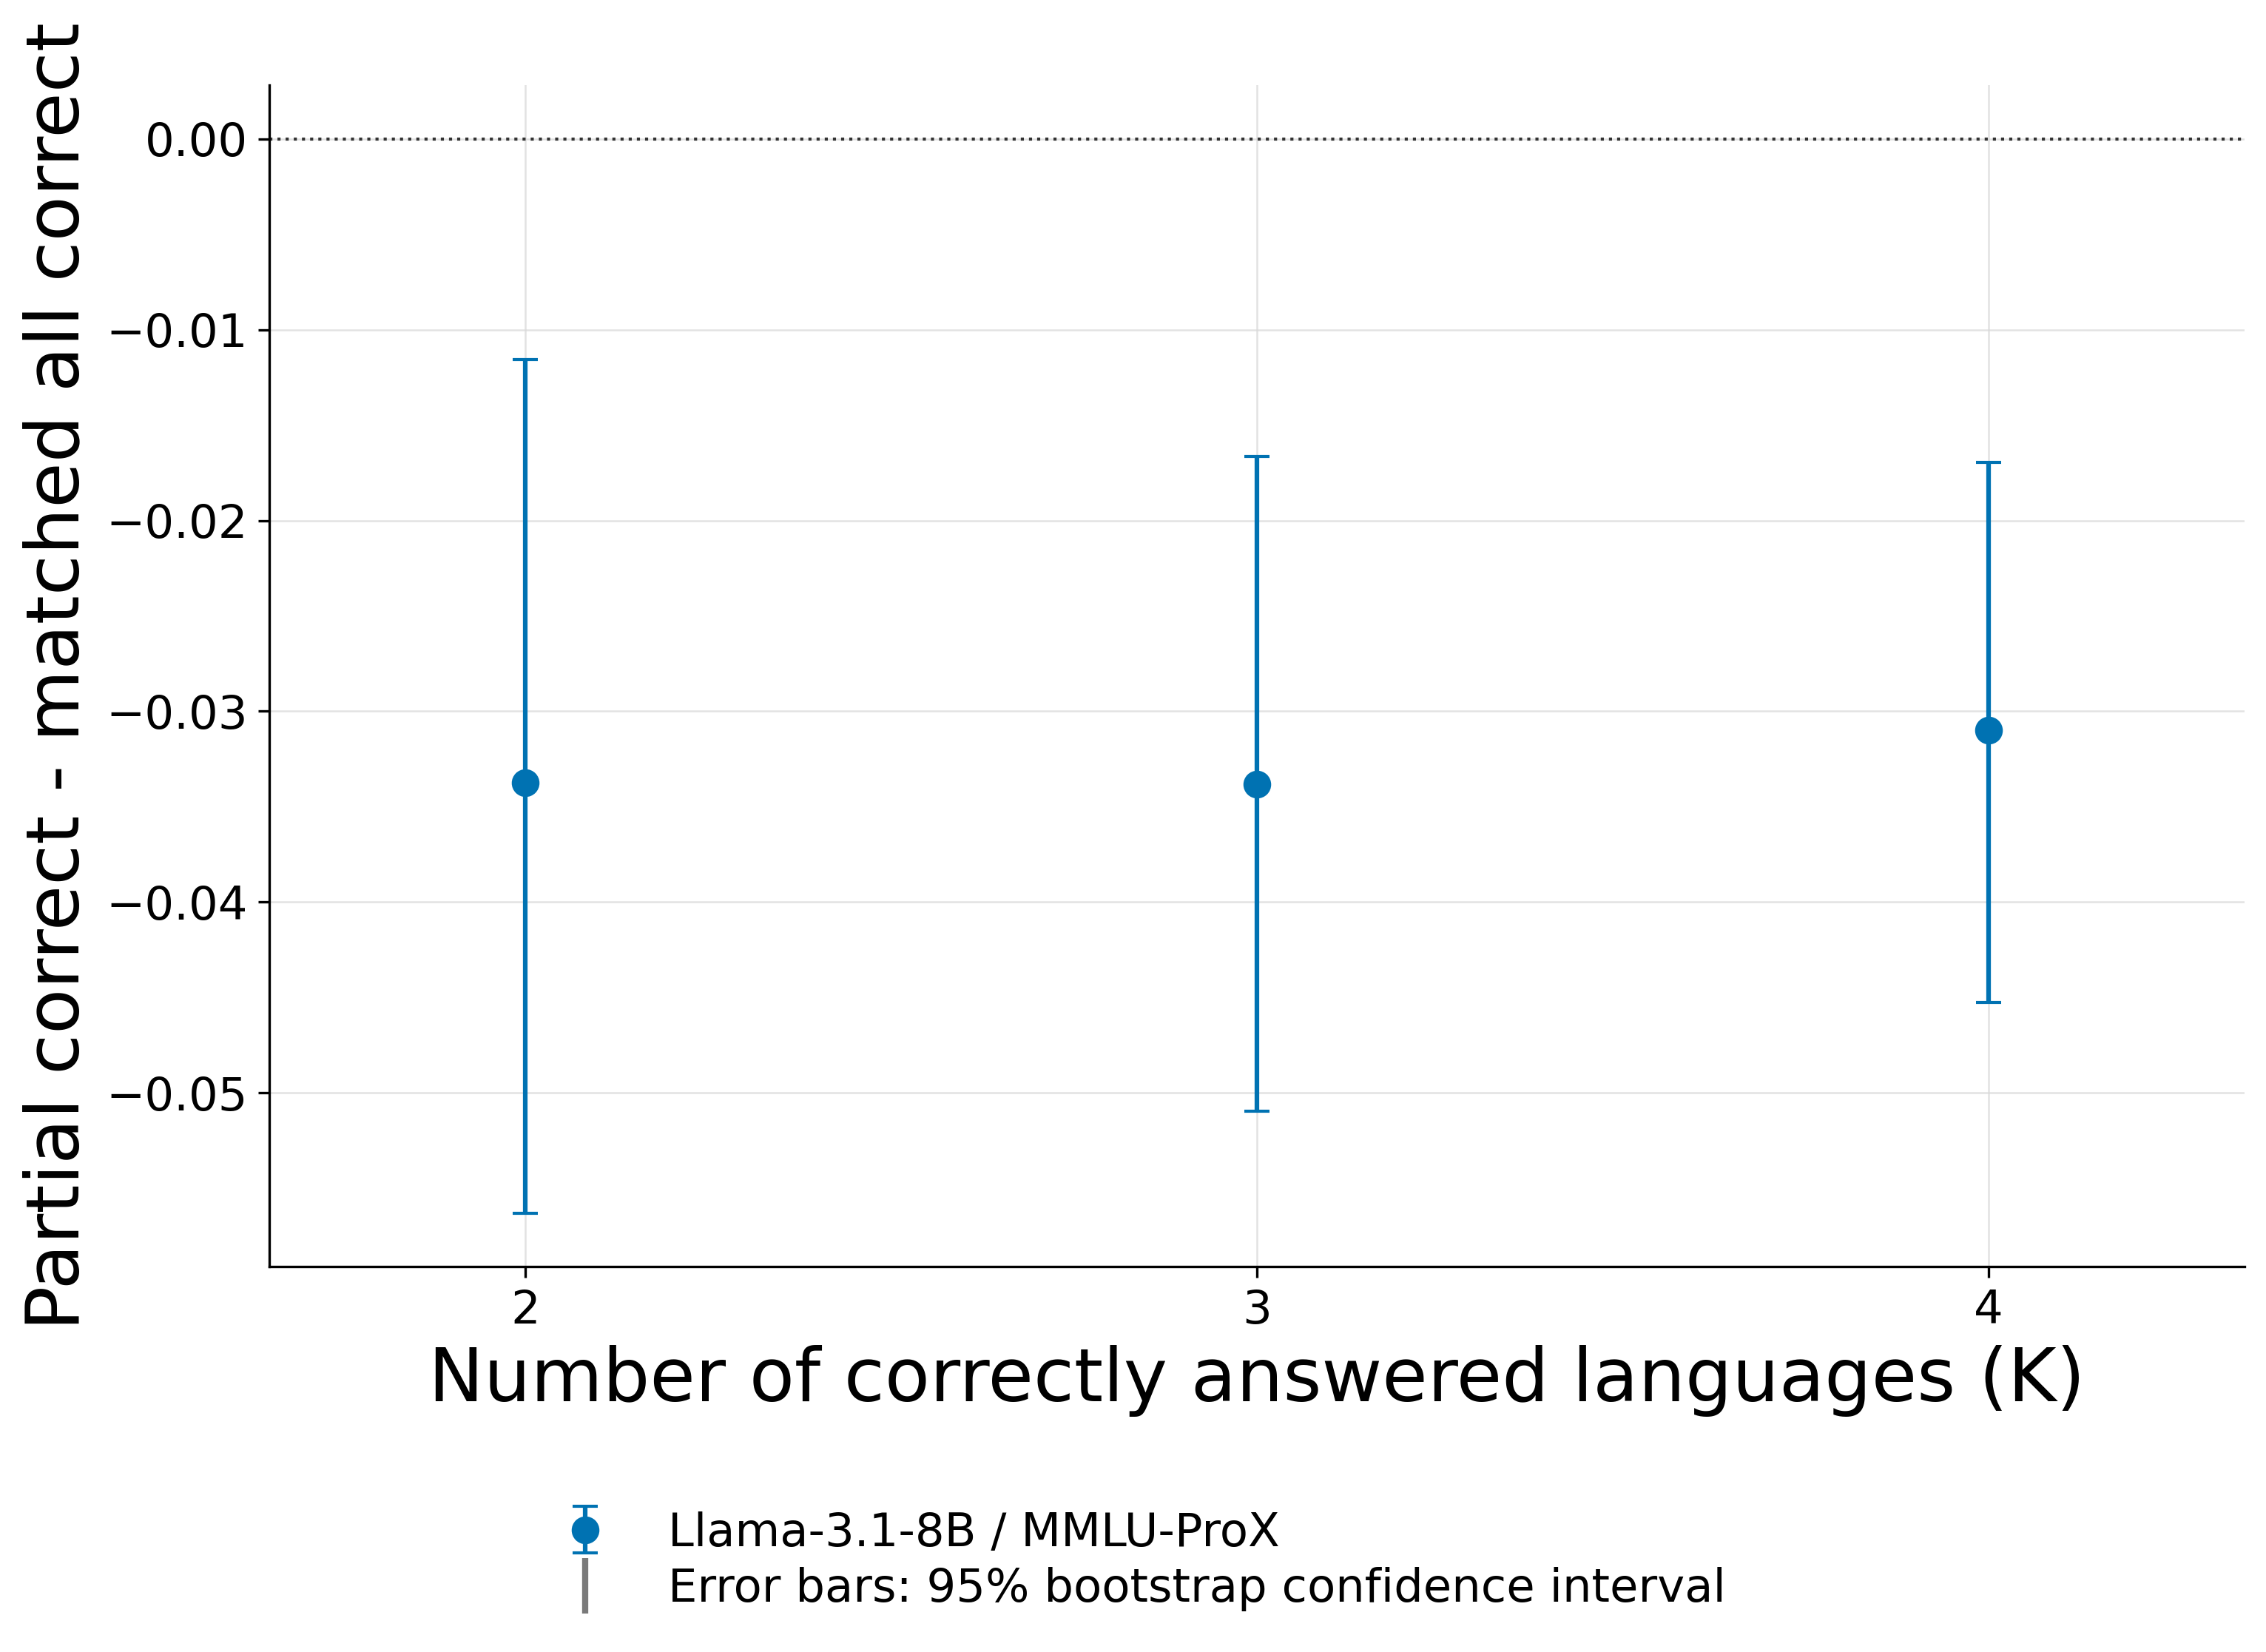 Partial correct - matched all correct
0.00
−0.01
−0.02
−0.03
−0.04
−0.05
2 3 4
Number of correctly answered languages (K)
Llama-3.1-8B / MMLU-ProX
Error bars: 95% bootstrap confidence interval